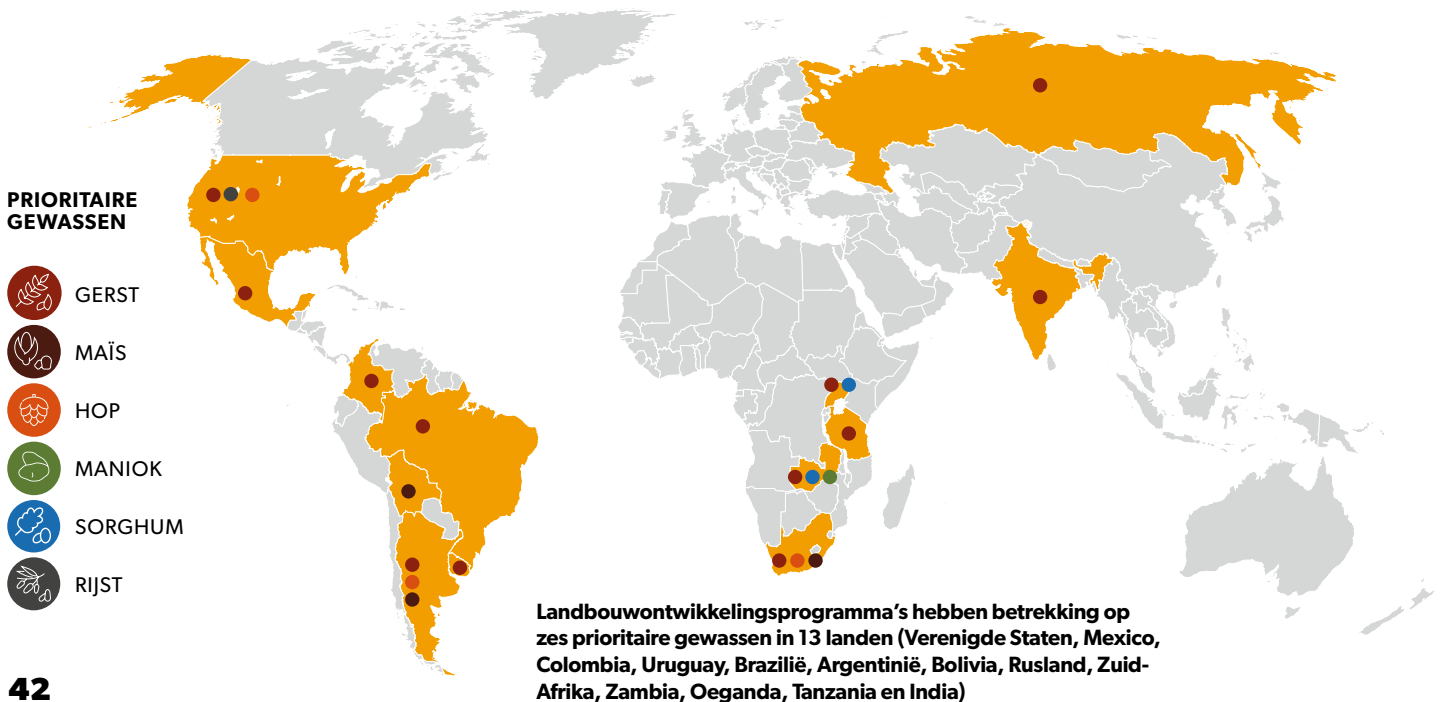 PRIORITAIRE
GEWASSEN
GERST
MAÏS
HOP
MANIOK
SORGHUM
RIJST
Landbouwontwikkelingsprogramma's hebben betrekking op
zes prioritaire gewassen in 13 landen (Verenigde Staten, Mexico,
Colombia, Uruguay, Brazilië, Argentinië, Bolivia, Rusland, Zuid-
Afrika, Zambia, Oeganda, Tanzania en India)
42